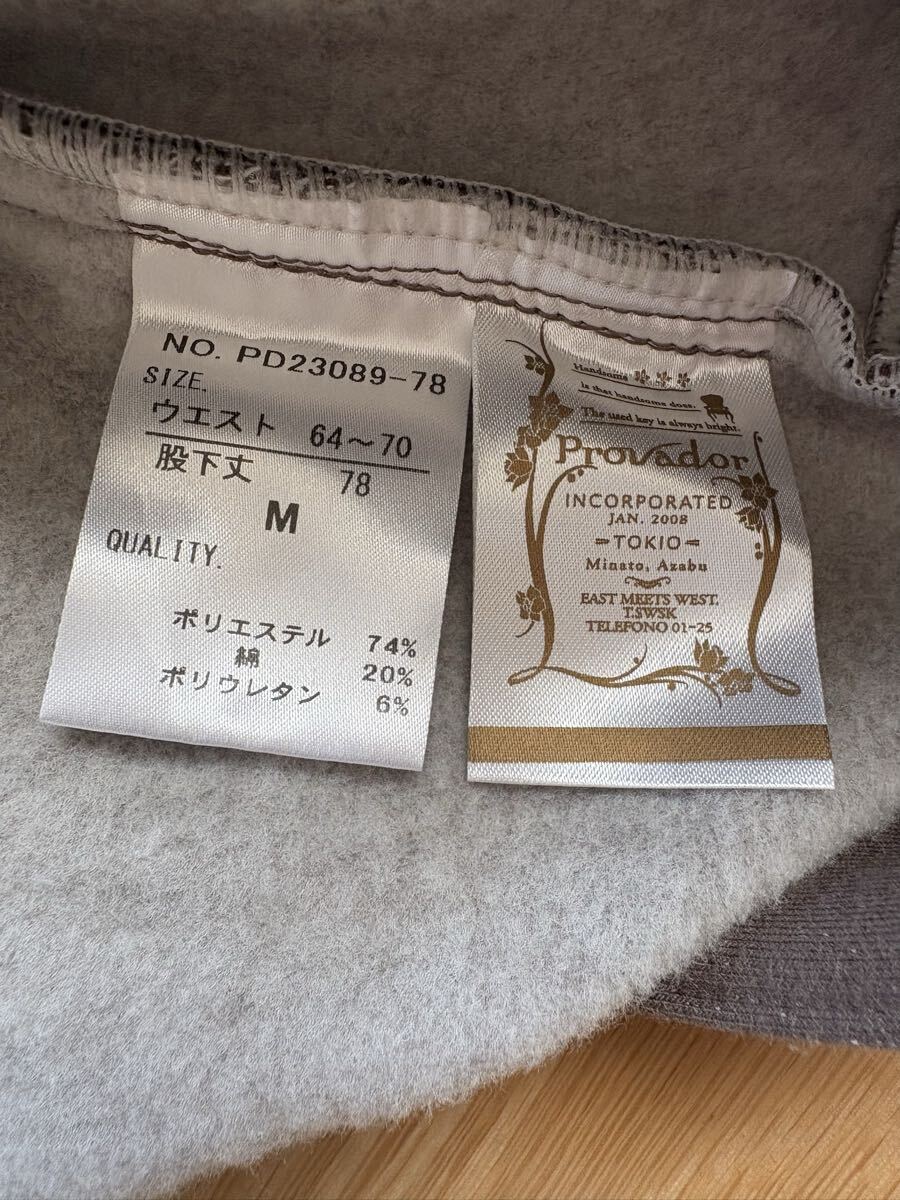 NO. PD23089-78
SIZE.
ウエスト 64〜70
股下丈 78
M
QUALITY.
ポリエステル 74%
綿 20%
ポリウレタン 6%
Handsome
is that handsome does.
The used key is always bright.
Provador
INCORPORATED
JAN. 2008
TOKIO
Minato, Azabu
EAST MEETS WEST.
T.SWSK
TELEFONO 01-25